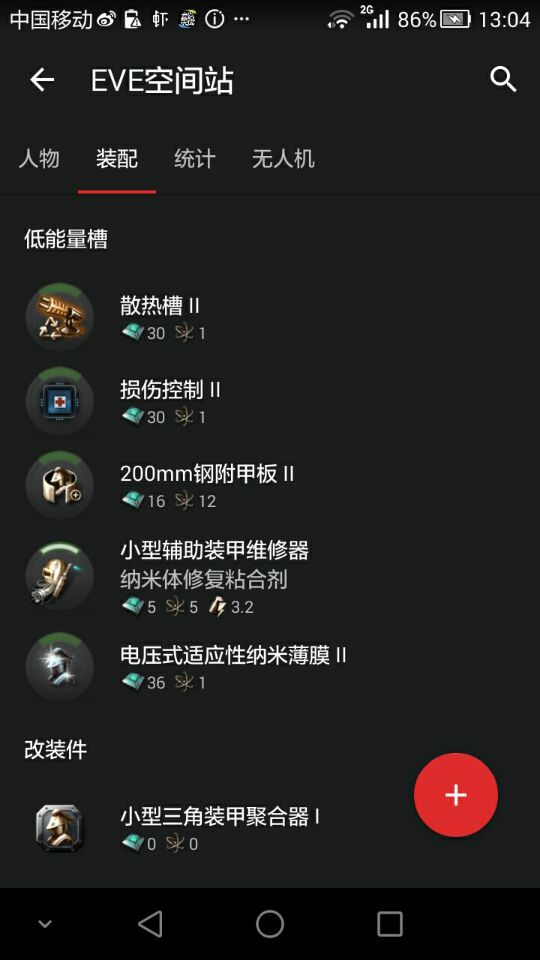 中国移动 虾 ... 2G 86% 13:04
EVE空间站
人物 装配 统计 无人机
低能量槽
散热槽 II
30 1
损伤控制 II
30 1
200mm钢附甲板 II
16 12
小型辅助装甲维修器
纳米体修复粘合剂
5 5 3.2
电压式适应性纳米薄膜 II
36 1
改装件
小型三角装甲聚合器 I
0 0